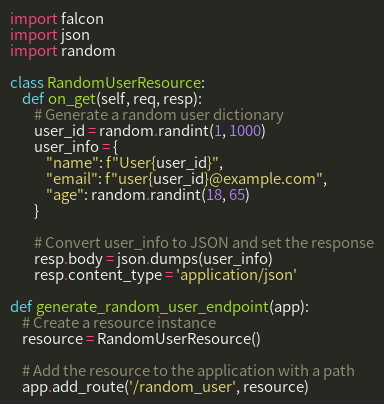 import falcon
import json
import random

class RandomUserResource:
    def on_get(self, req, resp):
        # Generate a random user dictionary
        user_id = random.randint(1, 1000)
        user_info = {
            "name": f"User{user_id}",
            "email": f"user{user_id}@example.com",
            "age": random.randint(18, 65)
        }

        # Convert user_info to JSON and set the response
        resp.body = json.dumps(user_info)
        resp.content_type = 'application/json'

def generate_random_user_endpoint(app):
    # Create a resource instance
    resource = RandomUserResource()

    # Add the resource to the application with a path
    app.add_route('/random_user', resource)